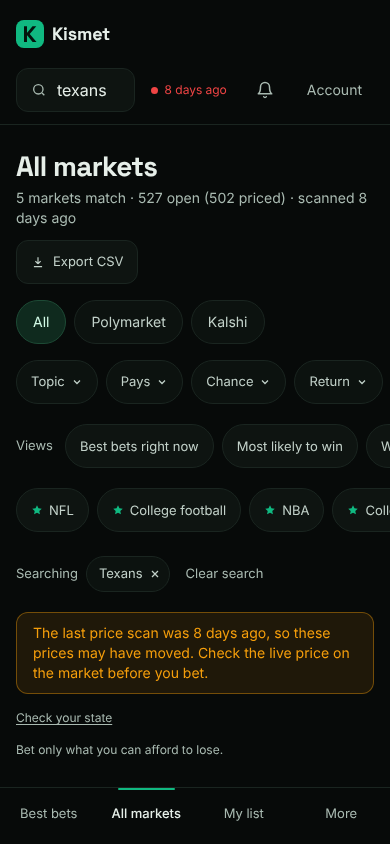 Kismet
texans
8 days ago
Account
All markets
5 markets match · 527 open (502 priced) · scanned 8
days ago
Export CSV
All
Polymarket
Kalshi
Topic
Pays
Chance
Return
Views
Best bets right now
Most likely to win
NFL
College football
NBA
Searching
Texans ×
Clear search
The last price scan was 8 days ago, so these
prices may have moved. Check the live price on
the market before you bet.
Check your state
Bet only what you can afford to lose.
Best bets
All markets
My list
More